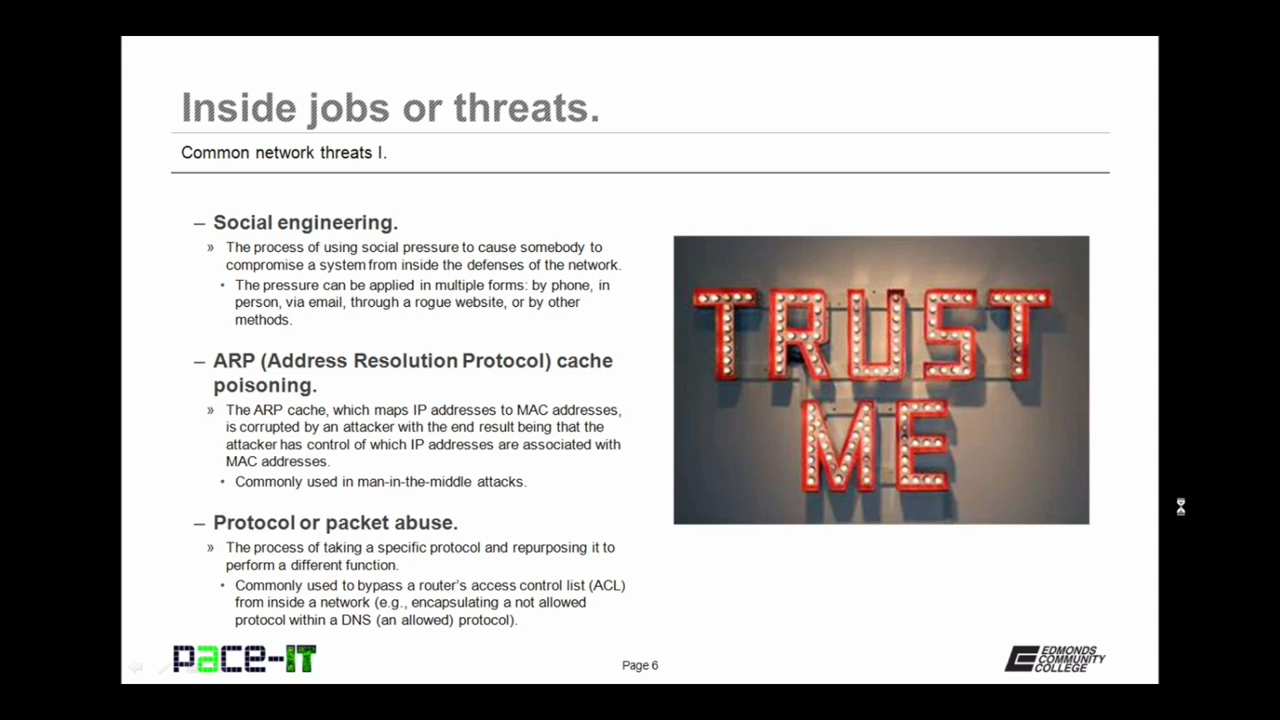 Inside jobs or threats.
Common network threats I.
– Social engineering.
» The process of using social pressure to cause somebody to
compromise a system from inside the defenses of the network.
• The pressure can be applied in multiple forms: by phone, in
person, via email, through a rogue website, or by other
methods.
– ARP (Address Resolution Protocol) cache
poisoning.
» The ARP cache, which maps IP addresses to MAC addresses,
is corrupted by an attacker with the end result being that the
attacker has control of which IP addresses are associated with
MAC addresses.
• Commonly used in man-in-the-middle attacks.
– Protocol or packet abuse.
» The process of taking a specific protocol and repurposing it to
perform a different function.
• Commonly used to bypass a router’s access control list (ACL)
from inside a network (e.g., encapsulating a not allowed
protocol within a DNS (an allowed) protocol).
TRUST
ME
pace-IT
Page 6
EDMONDS
COMMUNITY
COLLEGE